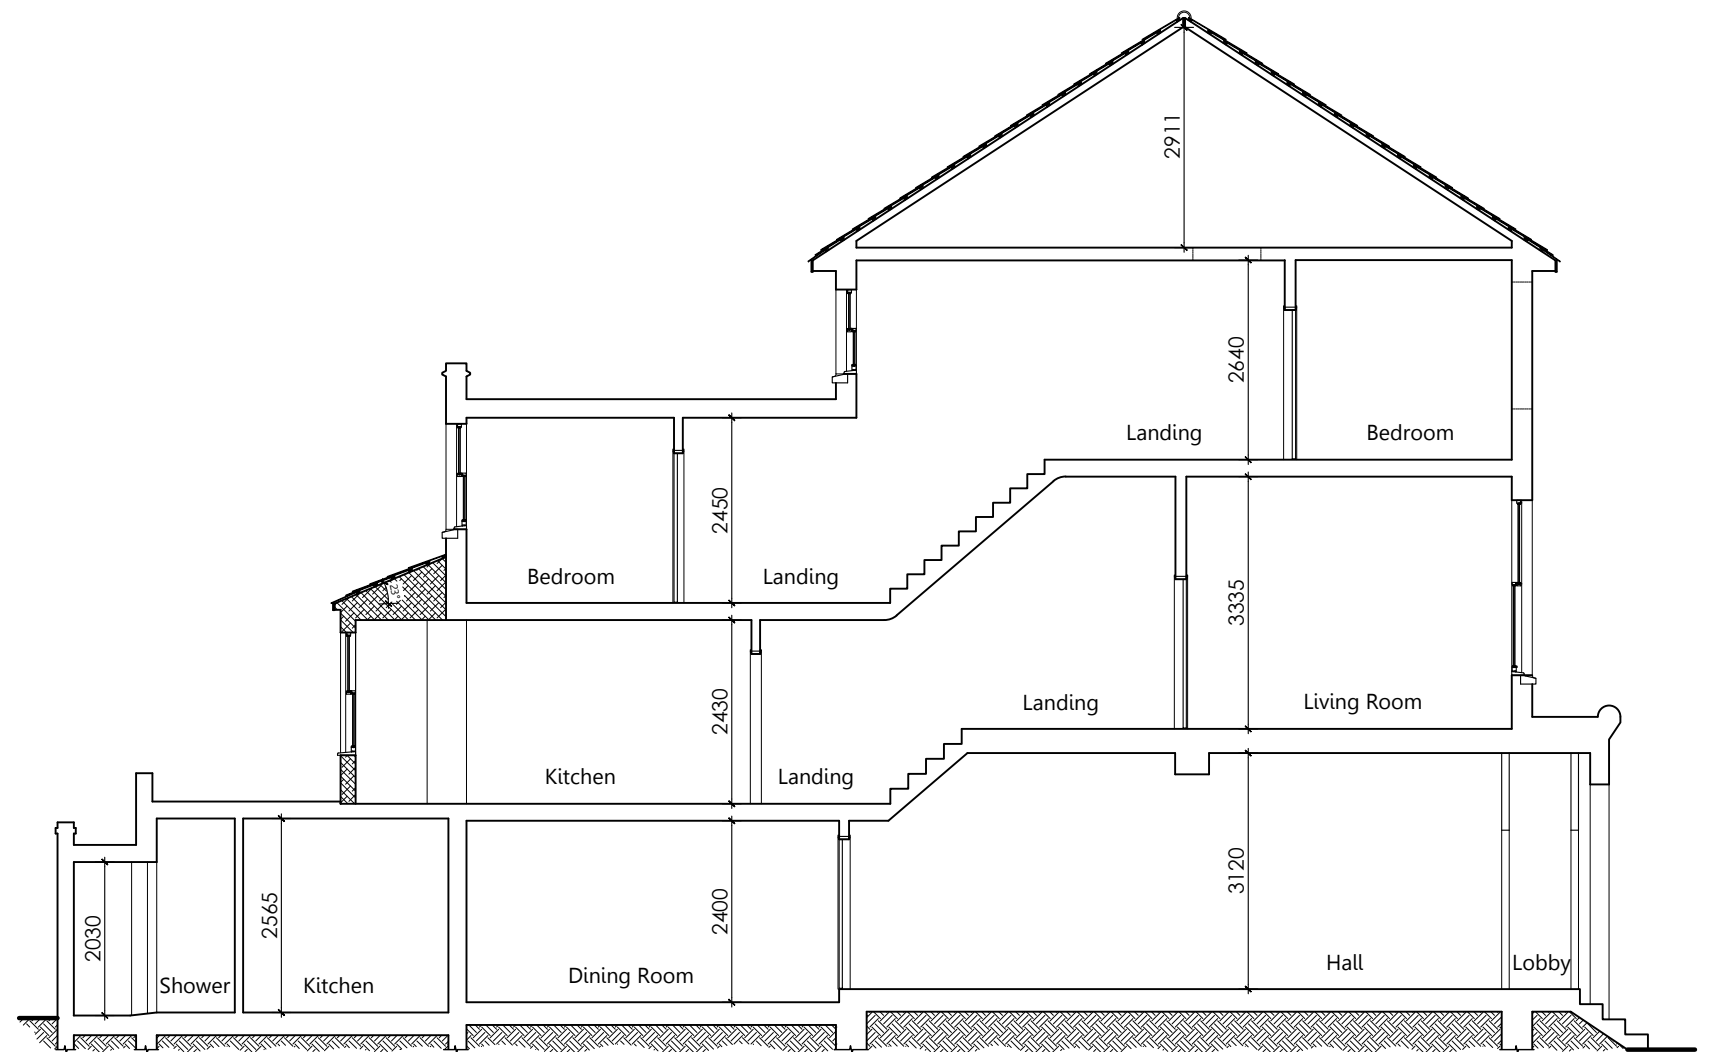 2911
2640
Landing
Bedroom
2450
Bedroom
Landing
23°
3335
2430
Landing
Living Room
Kitchen
Landing
3120
2565
2400
2030
Hall
Lobby
Dining Room
Shower
Kitchen